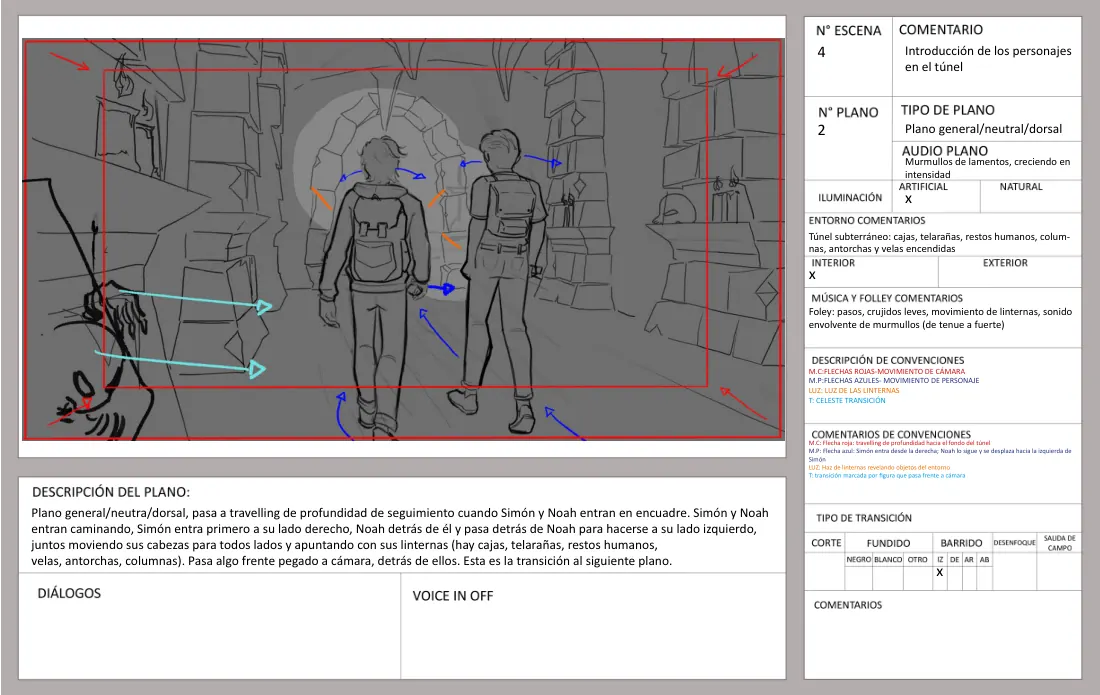 N° ESCENA
4
COMENTARIO
Introducción de los personajes
en el túnel
N° PLANO
2
TIPO DE PLANO
Plano general/neutral/dorsal
AUDIO PLANO
Murmullos de lamentos, creciendo en
intensidad
ILUMINACIÓN
ARTIFICIAL
X
NATURAL
ENTORNO COMENTARIOS
Túnel subterráneo: cajas, telarañas, restos humanos, colum-
nas, antorchas y velas encendidas
INTERIOR
X
EXTERIOR
MÚSICA Y FOLLEY COMENTARIOS
Foley: pasos, crujidos leves, movimiento de linternas, sonido
envolvente de murmullos (de tenue a fuerte)
DESCRIPCIÓN DE CONVENCIONES
M.C:FLECHAS ROJAS-MOVIMIENTO DE CÁMARA
M.P:FLECHAS AZULES- MOVIMIENTO DE PERSONAJE
LUZ: LUZ DE LAS LINTERNAS
T: CELESTE TRANSICIÓN
COMENTARIOS DE CONVENCIONES
M.C: Flecha roja: travelling de profundidad hacia el fondo del túnel
M.P: Flecha azul: Simón entra desde la derecha; Noah lo sigue y se desplaza hacia la izquierda de
Simón
LUZ: Haz de linternas revelando objetos del entorno
T: transición marcada por figura que pasa frente a cámara
TIPO DE TRANSICIÓN
CORTE
FUNDIDO
BARRIDO
DESENFOQUE
SALIDA DE
CAMPO
NEGRO BLANCO OTRO
IZ DE AR AB
X
COMENTARIOS
DESCRIPCIÓN DEL PLANO:
Plano general/neutra/dorsal, pasa a travelling de profundidad de seguimiento cuando Simón y Noah entran en encuadre. Simón y Noah
entran caminando, Simón entra primero a su lado derecho, Noah detrás de él y pasa detrás de Noah para hacerse a su lado izquierdo,
juntos moviendo sus cabezas para todos lados y apuntando con sus linternas (hay cajas, telarañas, restos humanos,
velas, antorchas, columnas). Pasa algo frente pegado a cámara, detrás de ellos. Esta es la transición al siguiente plano.
DIÁLOGOS
VOICE IN OFF